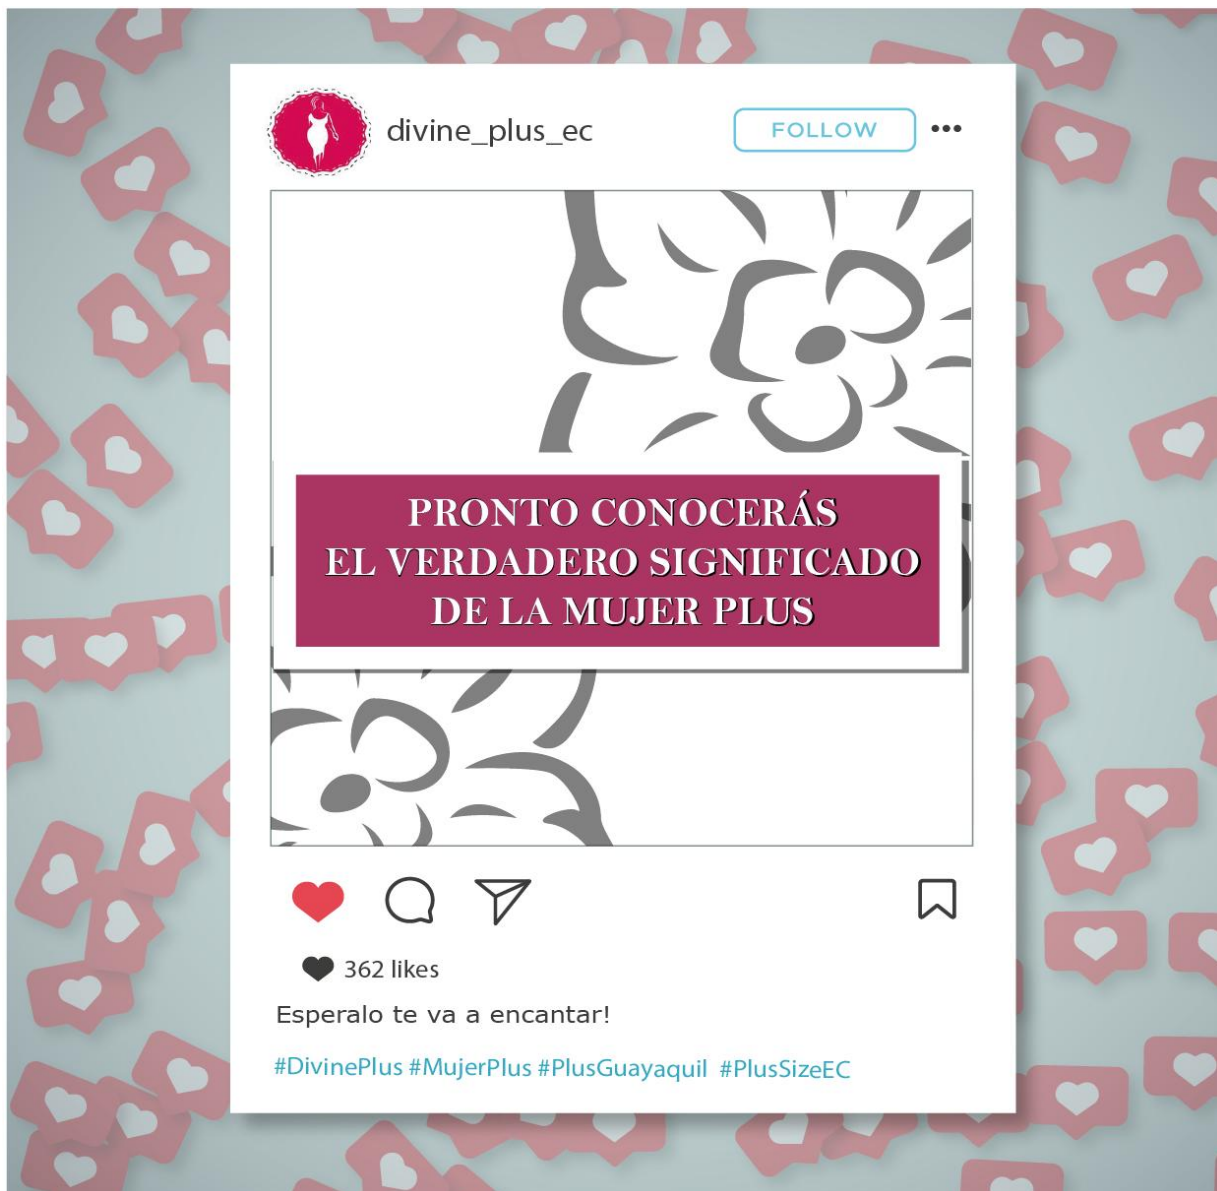 divine_plus_ec
FOLLOW
PRONTO CONOCERÁS
EL VERDADERO SIGNIFICADO
DE LA MUJER PLUS
362 likes
Esperalo te va a encantar!
#DivinePlus #MujerPlus #PlusGuayaquil #PlusSizeEC